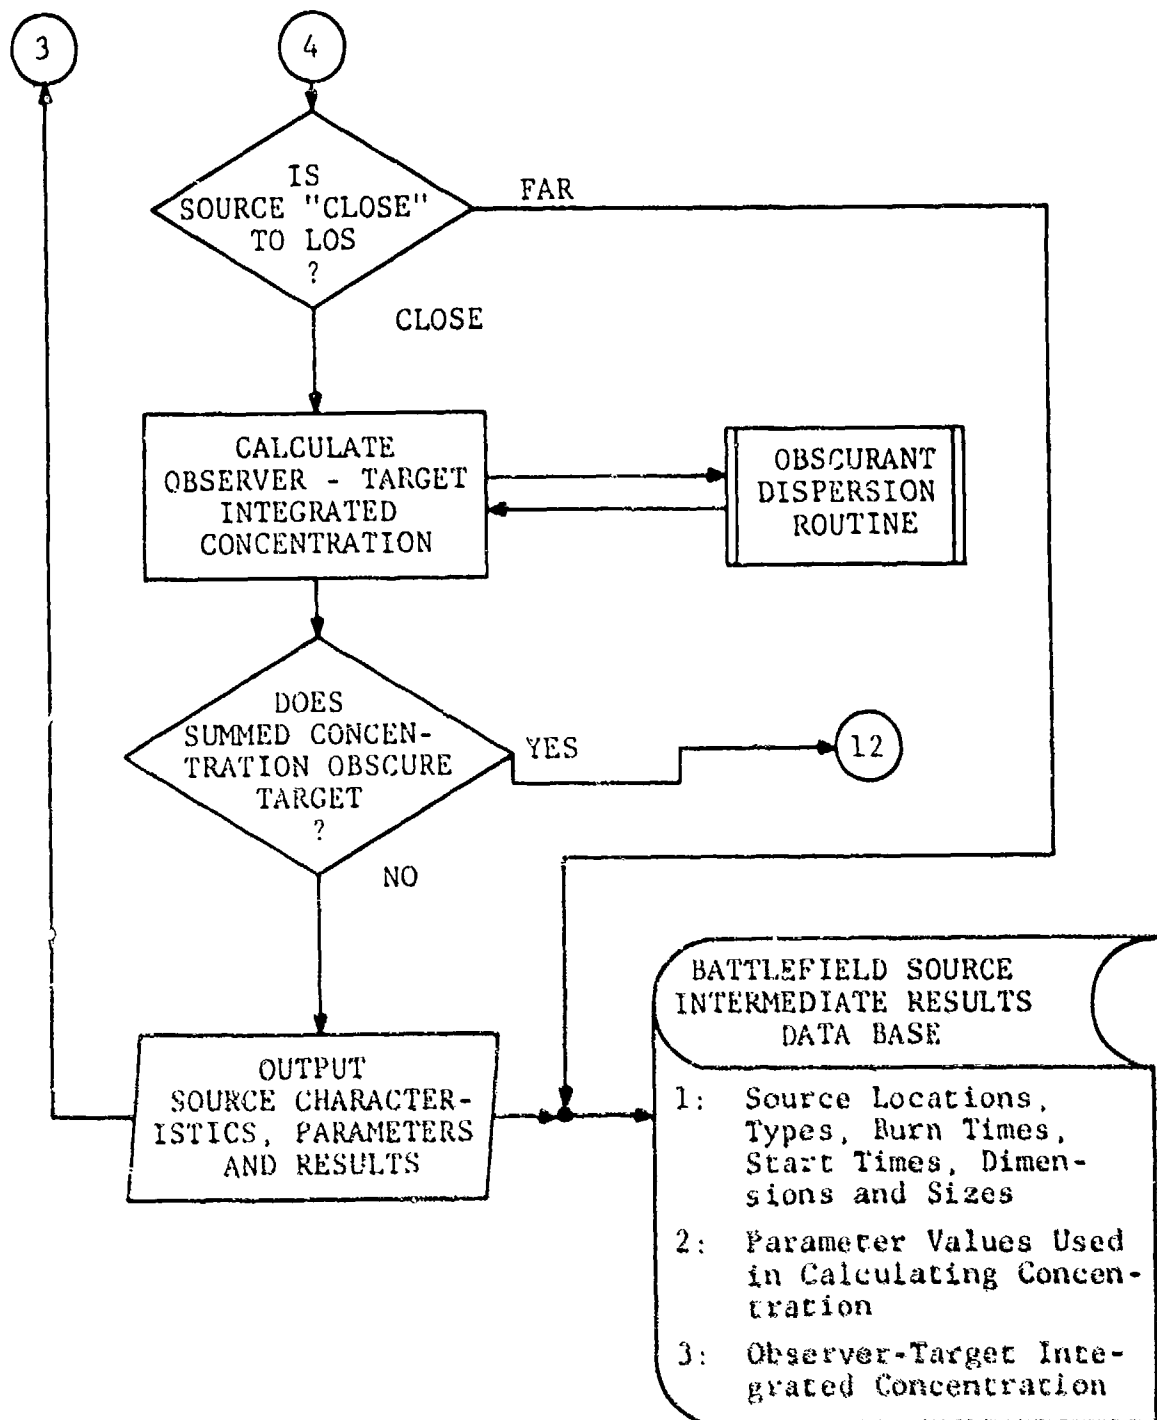 3
4
IS
SOURCE "CLOSE"
TO LOS
?
FAR
CLOSE
CALCULATE
OBSERVER - TARGET
INTEGRATED
CONCENTRATION
OBSCURANT
DISPERSION
ROUTINE
DOES
SUMMED CONCEN-
TRATION OBSCURE
TARGET
?
YES
12
NO
OUTPUT
SOURCE CHARACTER-
ISTICS, PARAMETERS
AND RESULTS
BATTLEFIELD SOURCE
INTERMEDIATE RESULTS
DATA BASE
1: Source Locations,
Types, Burn Times,
Start Times, Dimen-
sions and Sizes
2: Parameter Values Used
in Calculating Concen-
tration
3: Observer-Target Inte-
grated Concentration